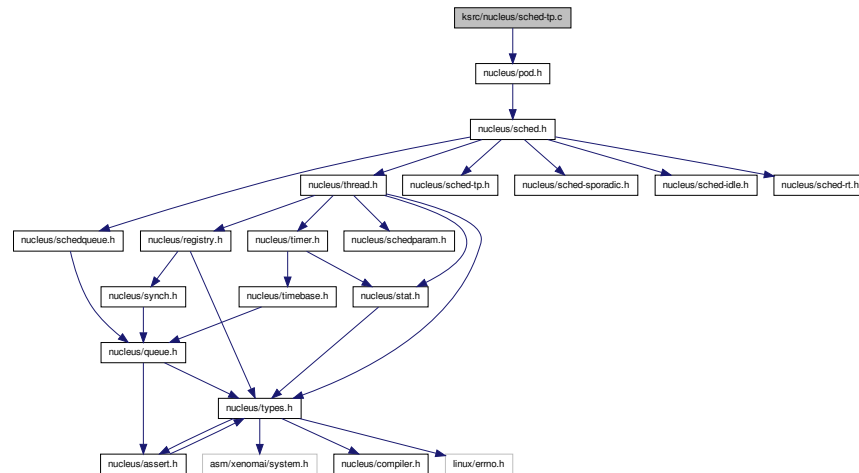 ksrc/nucleus/sched-tp.c
nucleus/pod.h
nucleus/sched.h
nucleus/thread.h
nucleus/sched-tp.h
nucleus/sched-sporadic.h
nucleus/sched-idle.h
nucleus/sched-rt.h
nucleus/schedqueue.h
nucleus/registry.h
nucleus/timer.h
nucleus/schedparam.h
nucleus/synch.h
nucleus/timebase.h
nucleus/stat.h
nucleus/queue.h
nucleus/types.h
nucleus/assert.h
asm/xenomai/system.h
nucleus/compiler.h
linux/errno.h